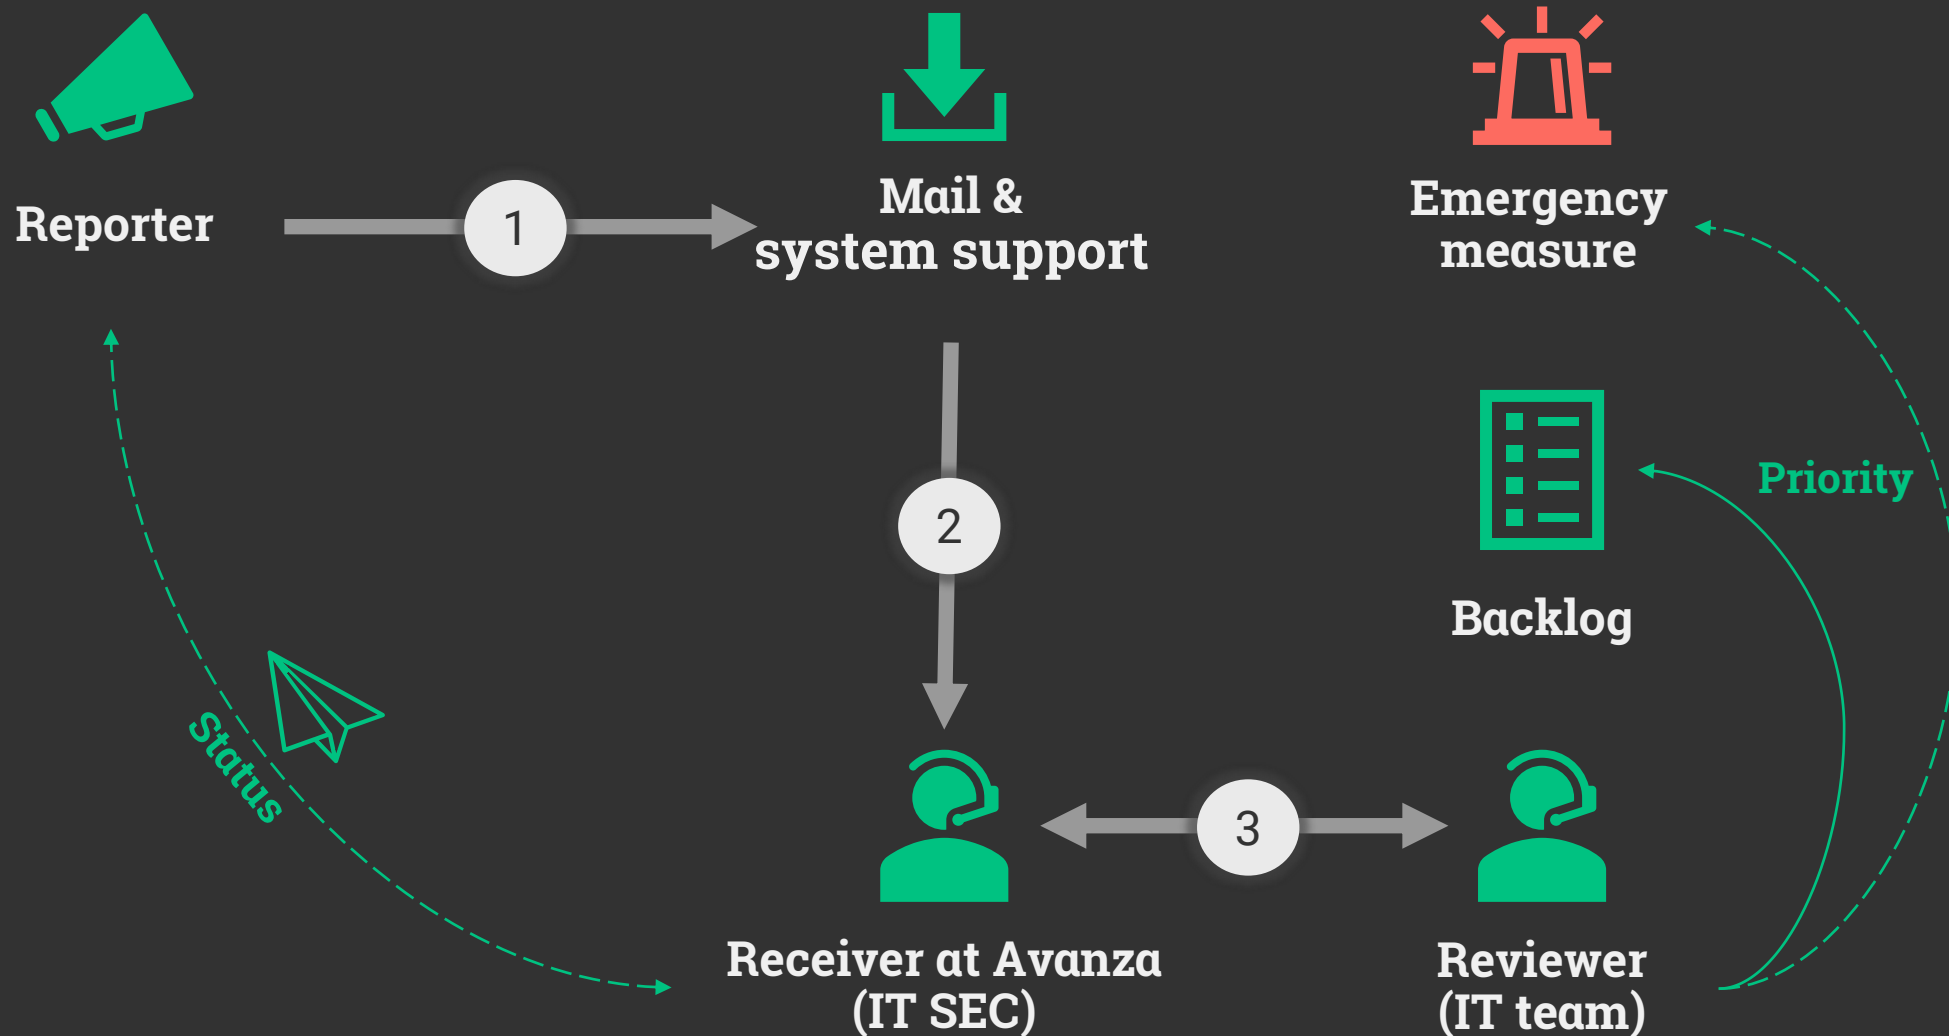 Reporter
1
Mail &
system support
Emergency
measure
2
Backlog
Priority
Status
3
Receiver at Avanza
(IT SEC)
Reviewer
(IT team)